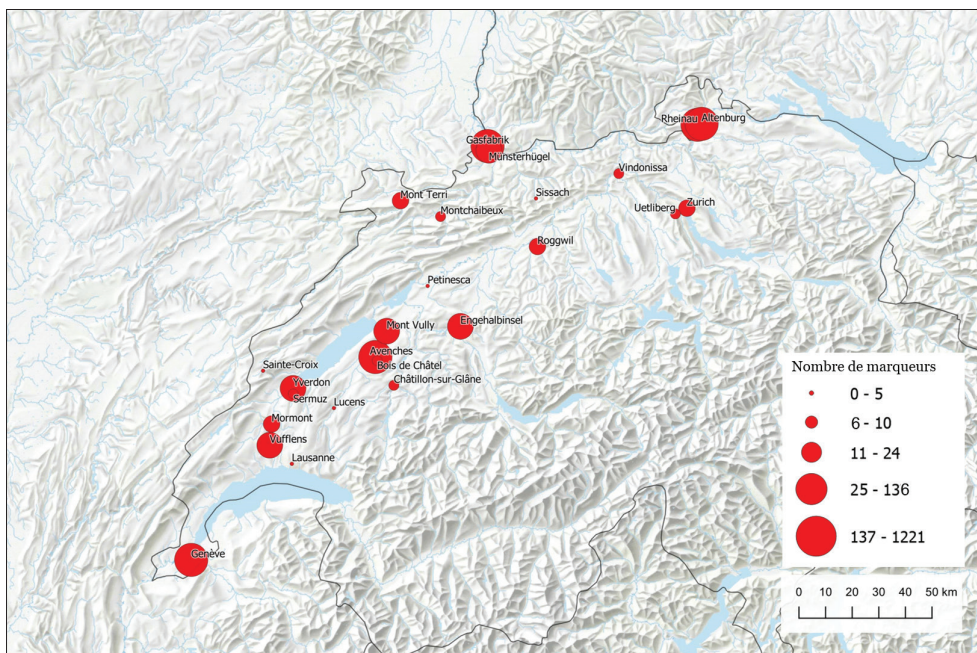 Rheinau Altenburg
Gasfabrik
Münsterhügel
Vindonissa
Mont Terri
Sissach
Montchaibeux
Uetliberg
Zurich
Roggwil
Petinesca
Mont Vully
Engehalbinsel
Avenches
Bois de Châtel
Sainte-Croix
Châtillon-sur-Glâne
Yverdon
Sermuz
Lucens
Mormont
Vufflens
Lausanne
Genève
Nombre de marqueurs
0 - 5
6 - 10
11 - 24
25 - 136
137 - 1221
0 10 20 30 40 50 km